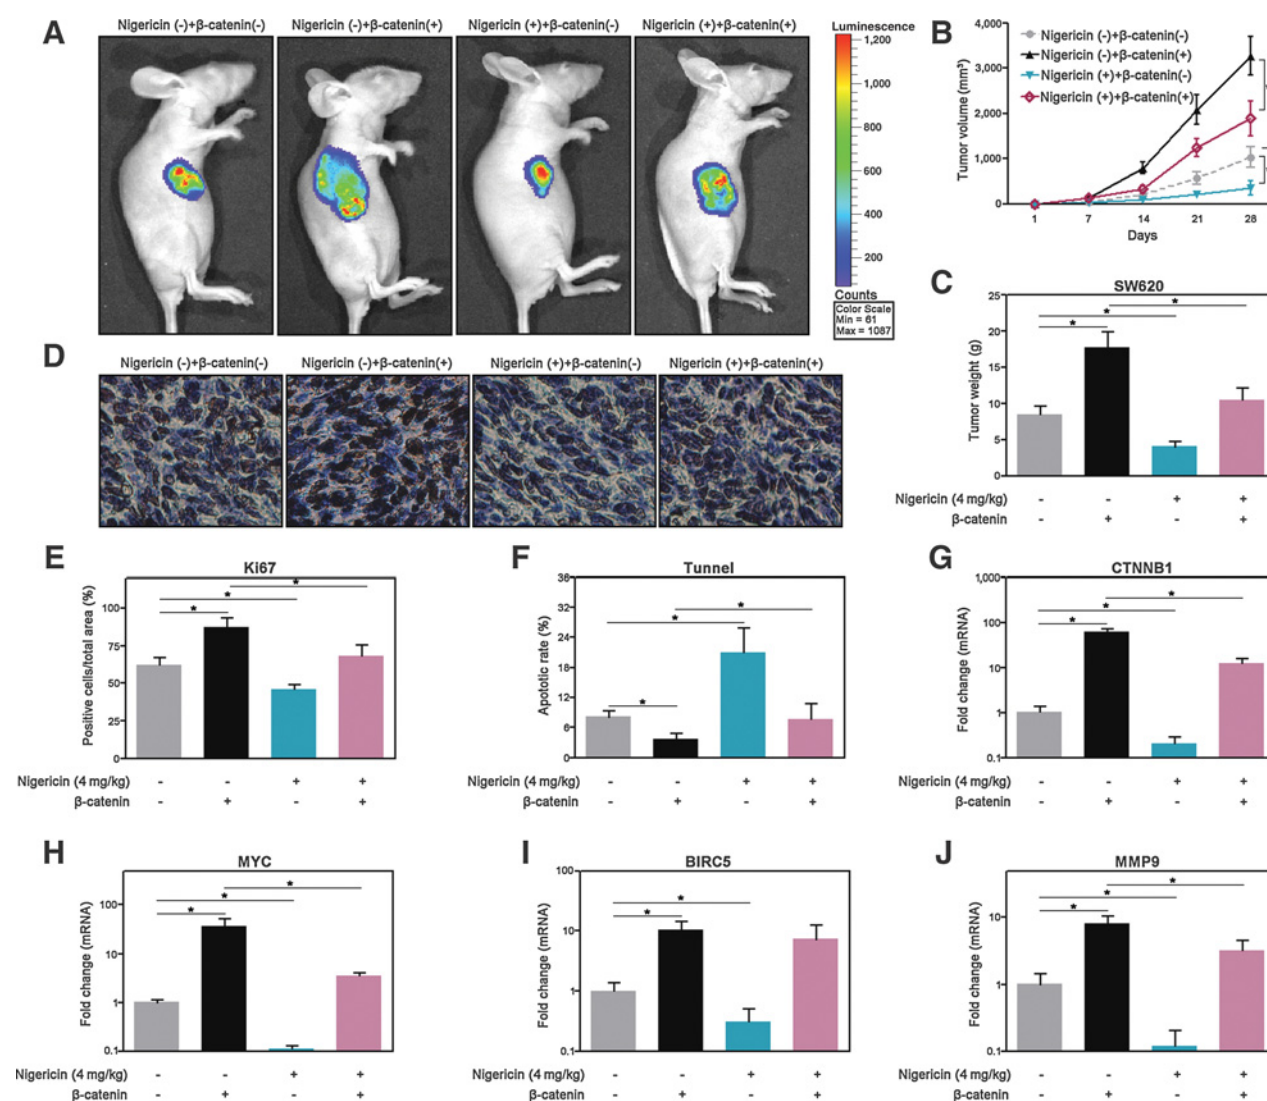 A
Nigericin (-)+β-catenin(-)
Nigericin (-)+β-catenin(+)
Nigericin (+)+β-catenin(-)
Nigericin (+)+β-catenin(+)
Luminescence
1,200
1,000
800
600
400
200
Counts
Color Scale
Min = 61
Max = 1087
B
Nigericin (-)+β-catenin(-)
Nigericin (-)+β-catenin(+)
Nigericin (+)+β-catenin(-)
Nigericin (+)+β-catenin(+)
Tumor volume (mm³)
4,000
3,000
2,000
1,000
0
1 7 14 21 28
Days
C
SW620
Tumor weight (g)
25
20
15
10
5
0
* * *
Nigericin (4 mg/kg) - - + +
β-catenin - + - +
D
Nigericin (-)+β-catenin(-)
Nigericin (-)+β-catenin(+)
Nigericin (+)+β-catenin(-)
Nigericin (+)+β-catenin(+)
E
Ki67
Positive cells/total area (%)
100
75
50
25
0
* * *
Nigericin (4 mg/kg) - - + +
β-catenin - + - +
F
Tunnel
Apototic rate (%)
36
32
24
18
12
6
0
* * *
- - + +
- + - +
G
CTNNB1
Fold change (mRNA)
1,000
100
10
1
0.1
* * *
Nigericin (4 mg/kg) - - + +
β-catenin - + - +
H
MYC
Fold change (mRNA)
100
10
1
0.1
* * *
Nigericin (4 mg/kg) - - + +
β-catenin - + - +
I
BIRC5
Fold change (mRNA)
100
10
1
0.1
* *
Nigericin (4 mg/kg) - - + +
β-catenin - + - +
J
MMP9
Fold change (mRNA)
10
1
0.1
* * *
Nigericin (4 mg/kg) - - + +
β-catenin - + - +